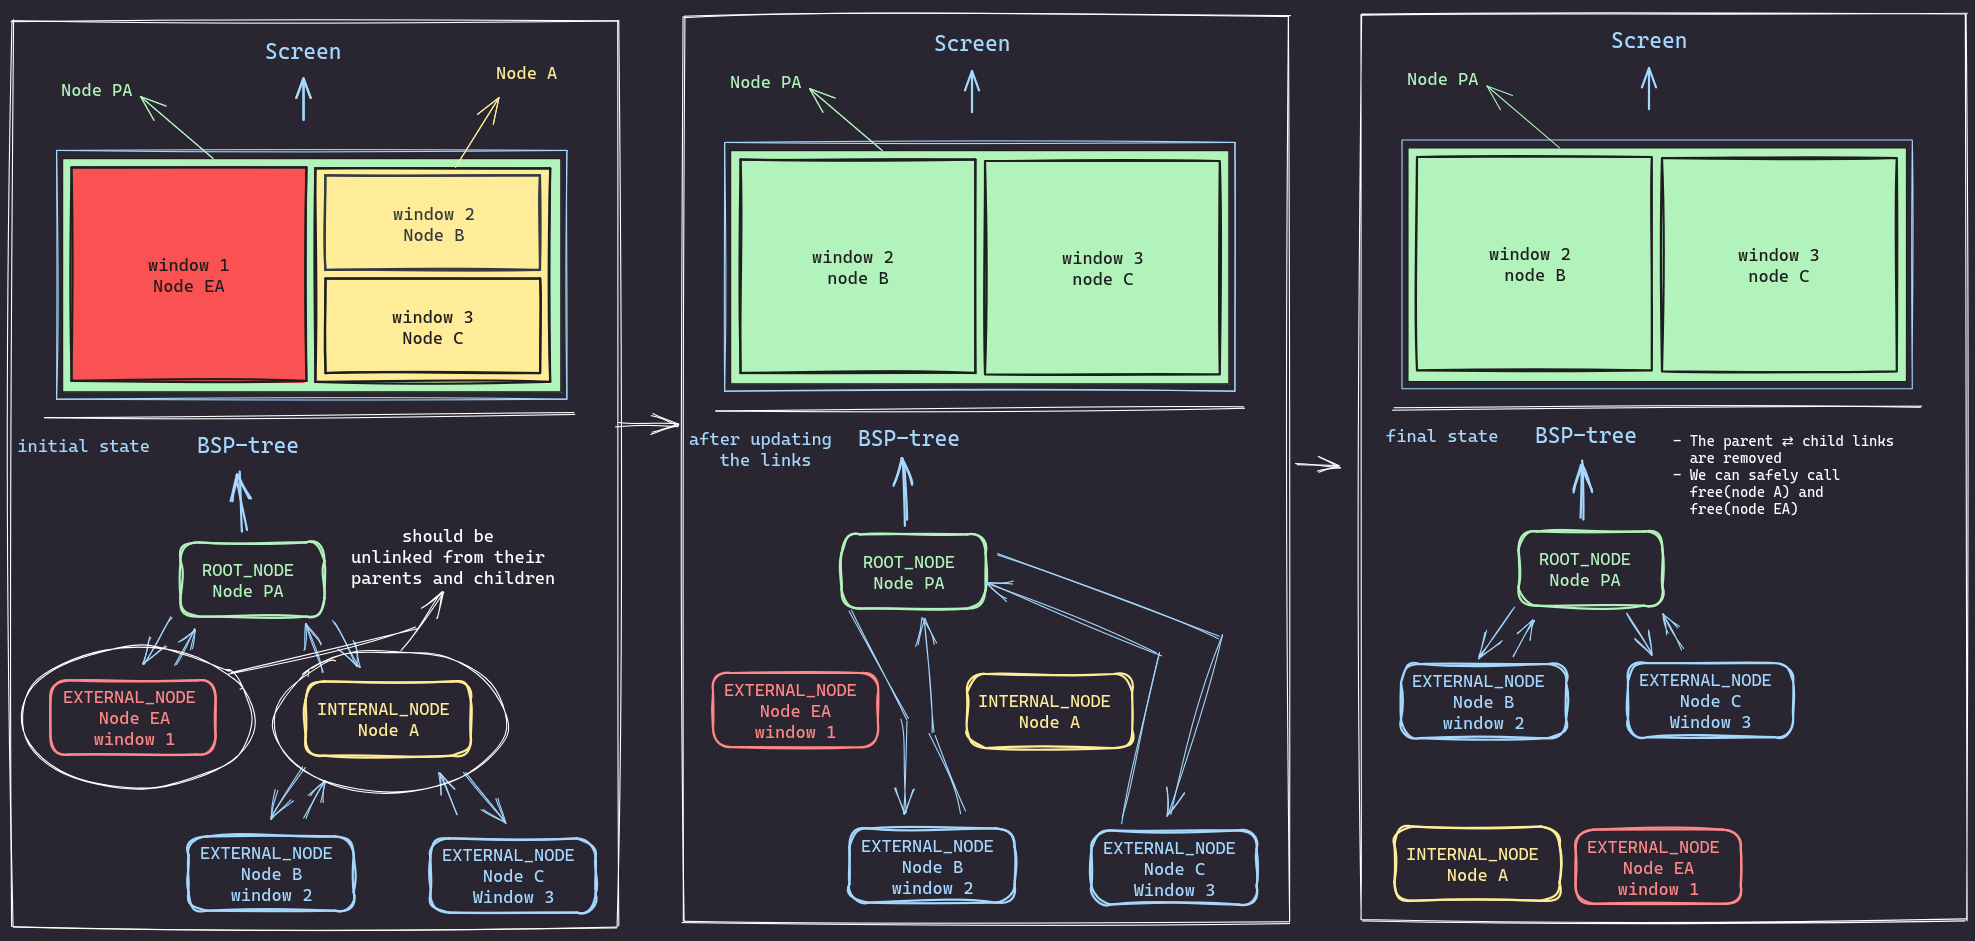 Screen
Node PA
Node A
window 1
Node EA
window 2
Node B
window 3
Node C
initial state
BSP-tree
should be
unlinked from their
parents and children
ROOT_NODE
Node PA
EXTERNAL_NODE
Node EA
window 1
INTERNAL_NODE
Node A
EXTERNAL_NODE
Node B
window 2
EXTERNAL_NODE
Node C
Window 3
Screen
Node PA
window 2
node B
window 3
node C
after updating
the links
BSP-tree
ROOT_NODE
Node PA
EXTERNAL_NODE
Node EA
window 1
INTERNAL_NODE
Node A
EXTERNAL_NODE
Node B
window 2
EXTERNAL_NODE
Node C
Window 3
Screen
Node PA
window 2
node B
window 3
node C
final state
BSP-tree
- The parent ⇄ child links
are removed
- We can safely call
free(node A) and
free(node EA)
ROOT_NODE
Node PA
EXTERNAL_NODE
Node B
window 2
EXTERNAL_NODE
Node C
Window 3
INTERNAL_NODE
Node A
EXTERNAL_NODE
Node EA
window 1